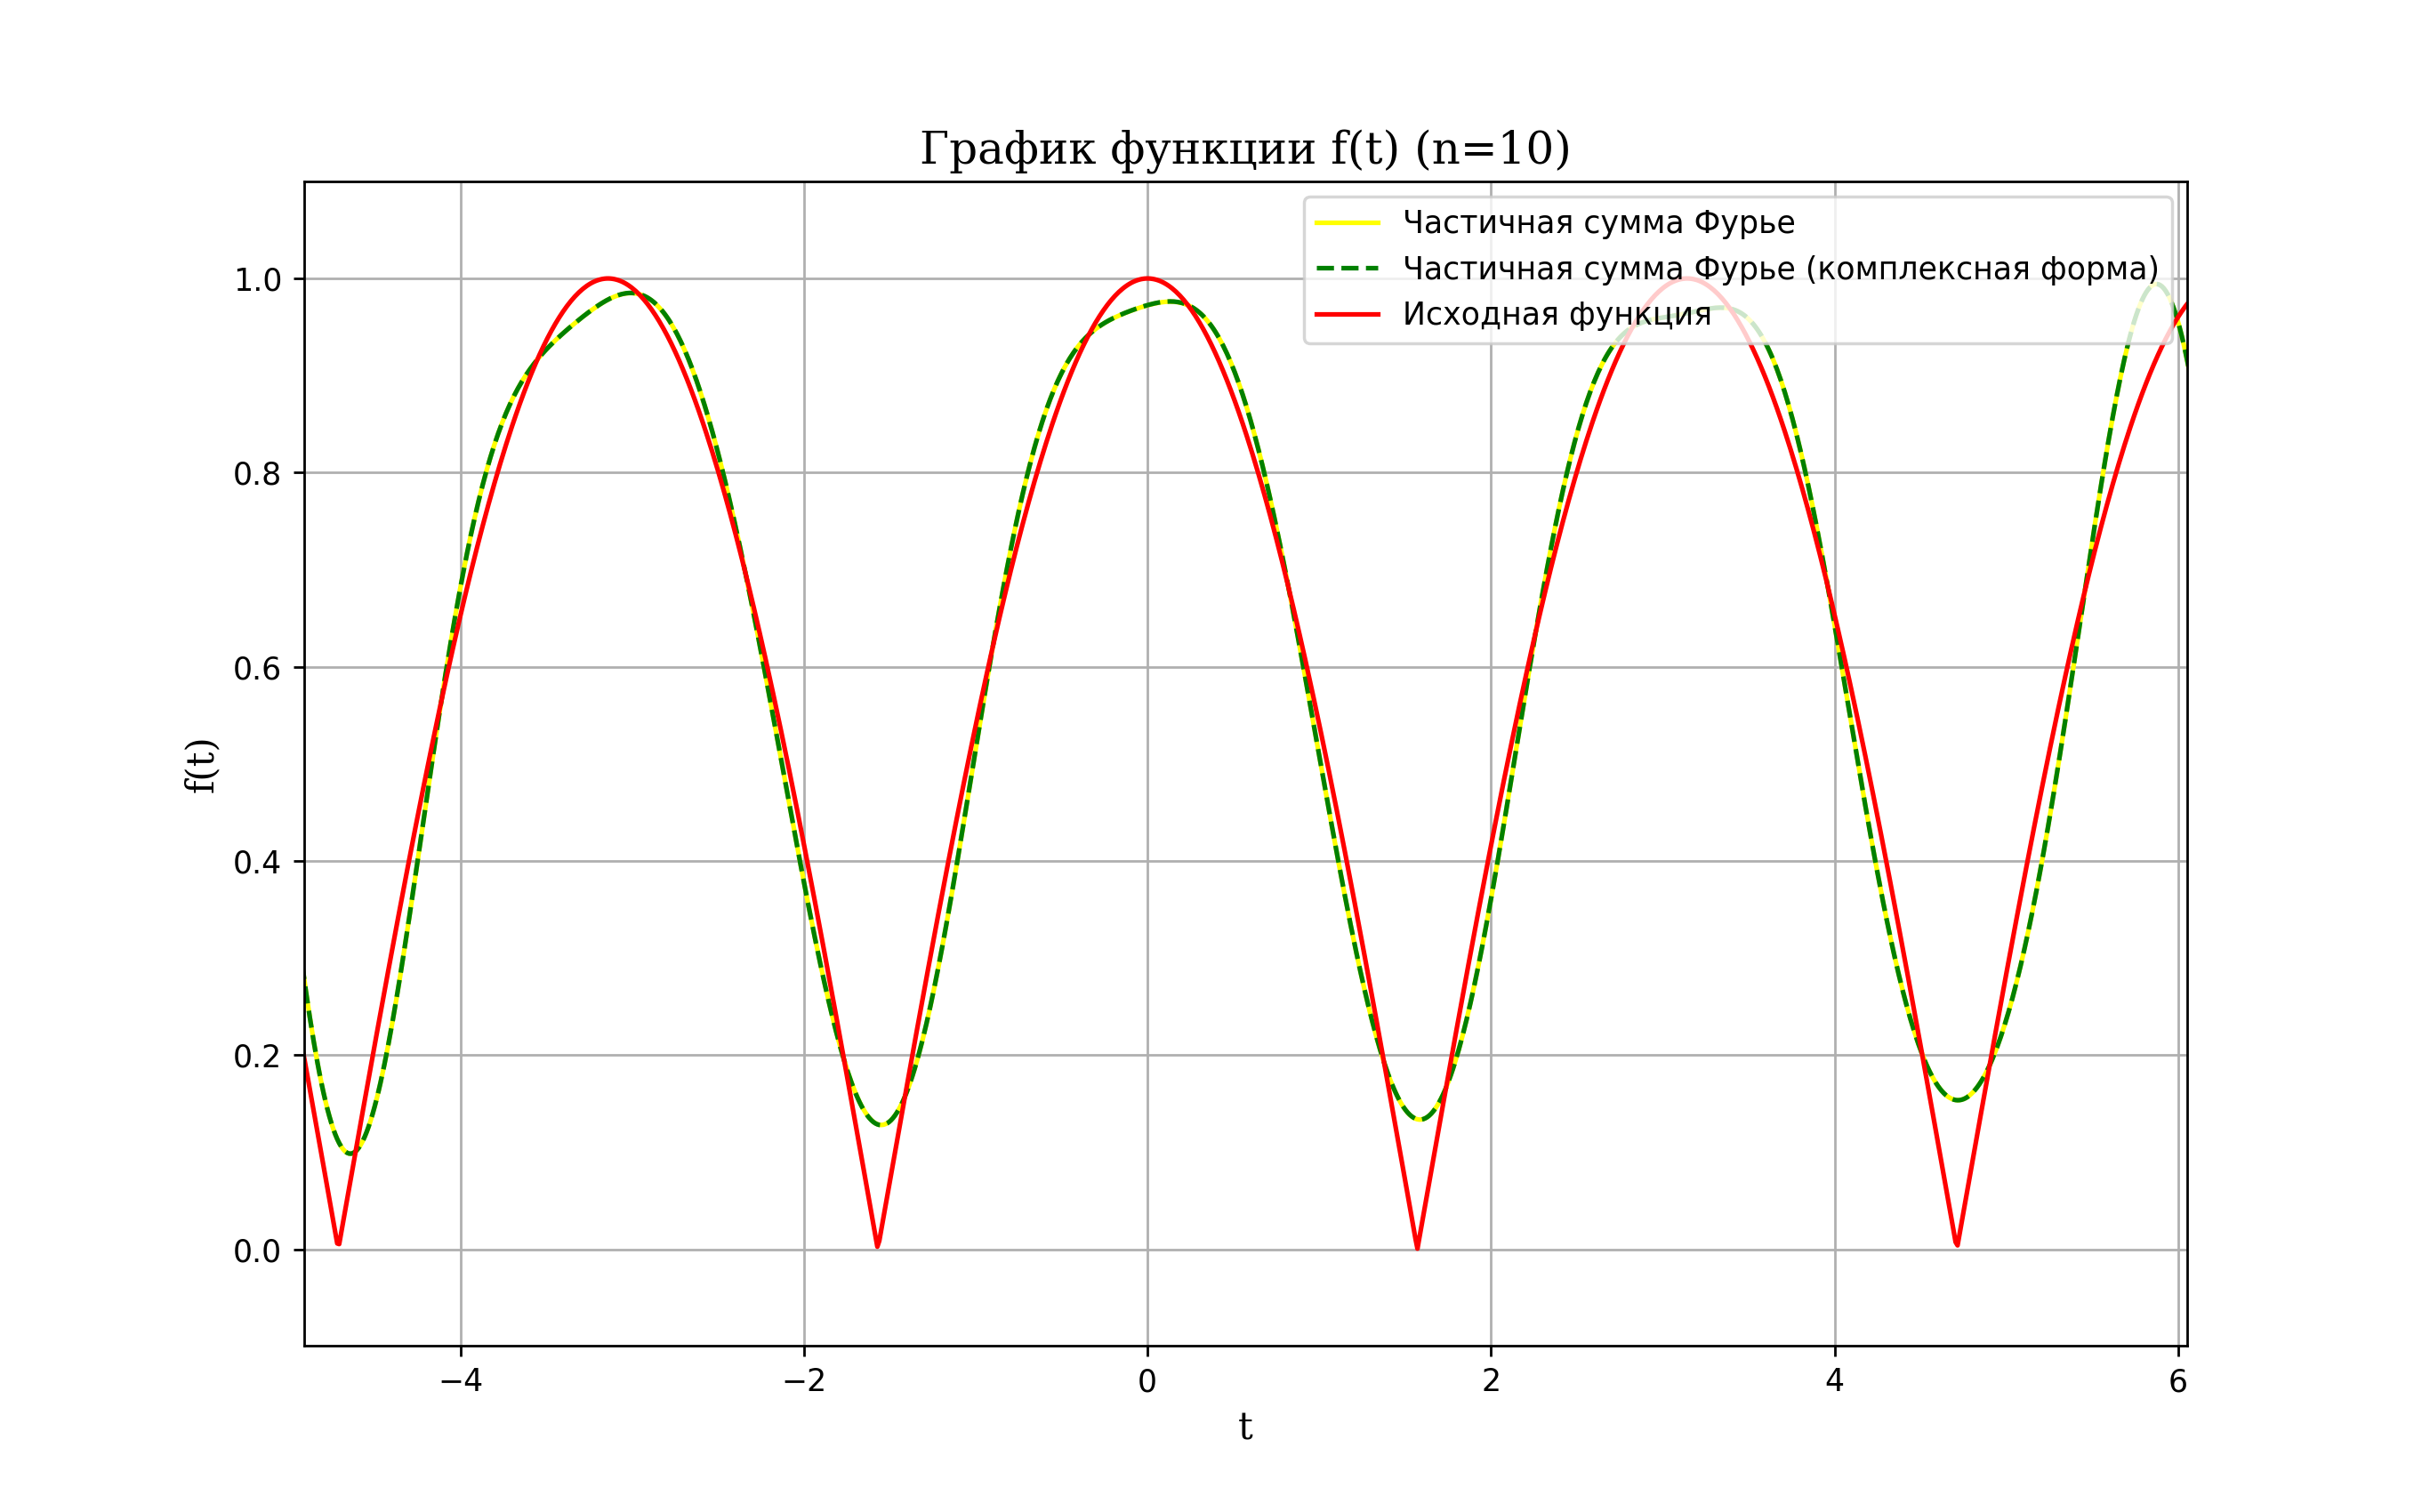 График функции f(t) (n=10)
Частичная сумма Фурье
Частичная сумма Фурье (комплексная форма)
Исходная функция
1.0
0.8
0.6
0.4
0.2
0.0
f(t)
−4 −2 0 2 4 6
t